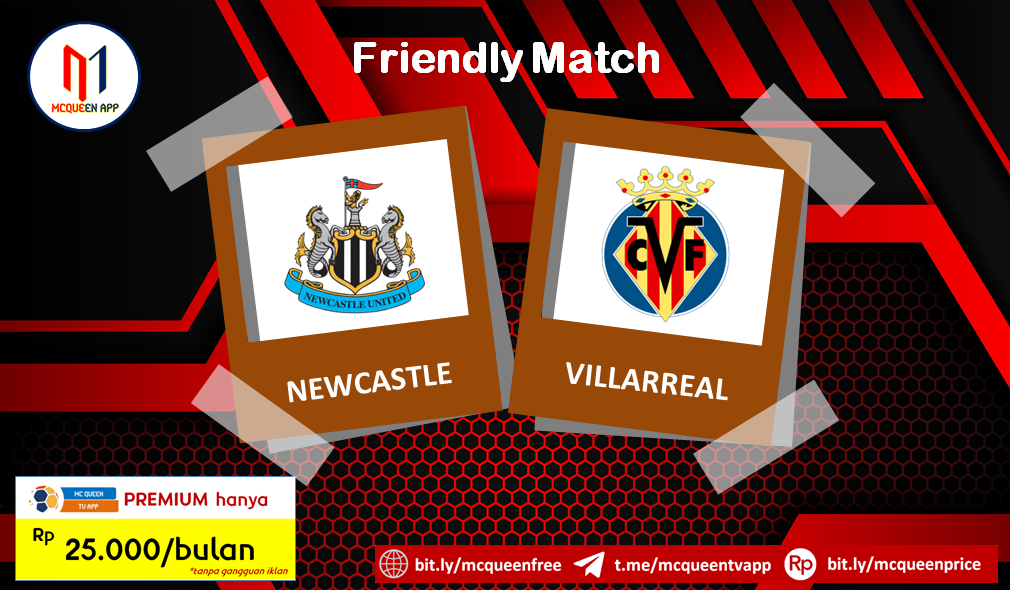 Friendly Match
M1
MCQUEEN APP
NEWCASTLE UNITED
NEWCASTLE
CVF
VILLARREAL
MC QUEEN
TV APP
PREMIUM hanya
Rp 25.000/bulan
*tanpa gangguan iklan
bit.ly/mcqueenfree
t.me/mcqueentvapp
Rp
bit.ly/mcqueenprice